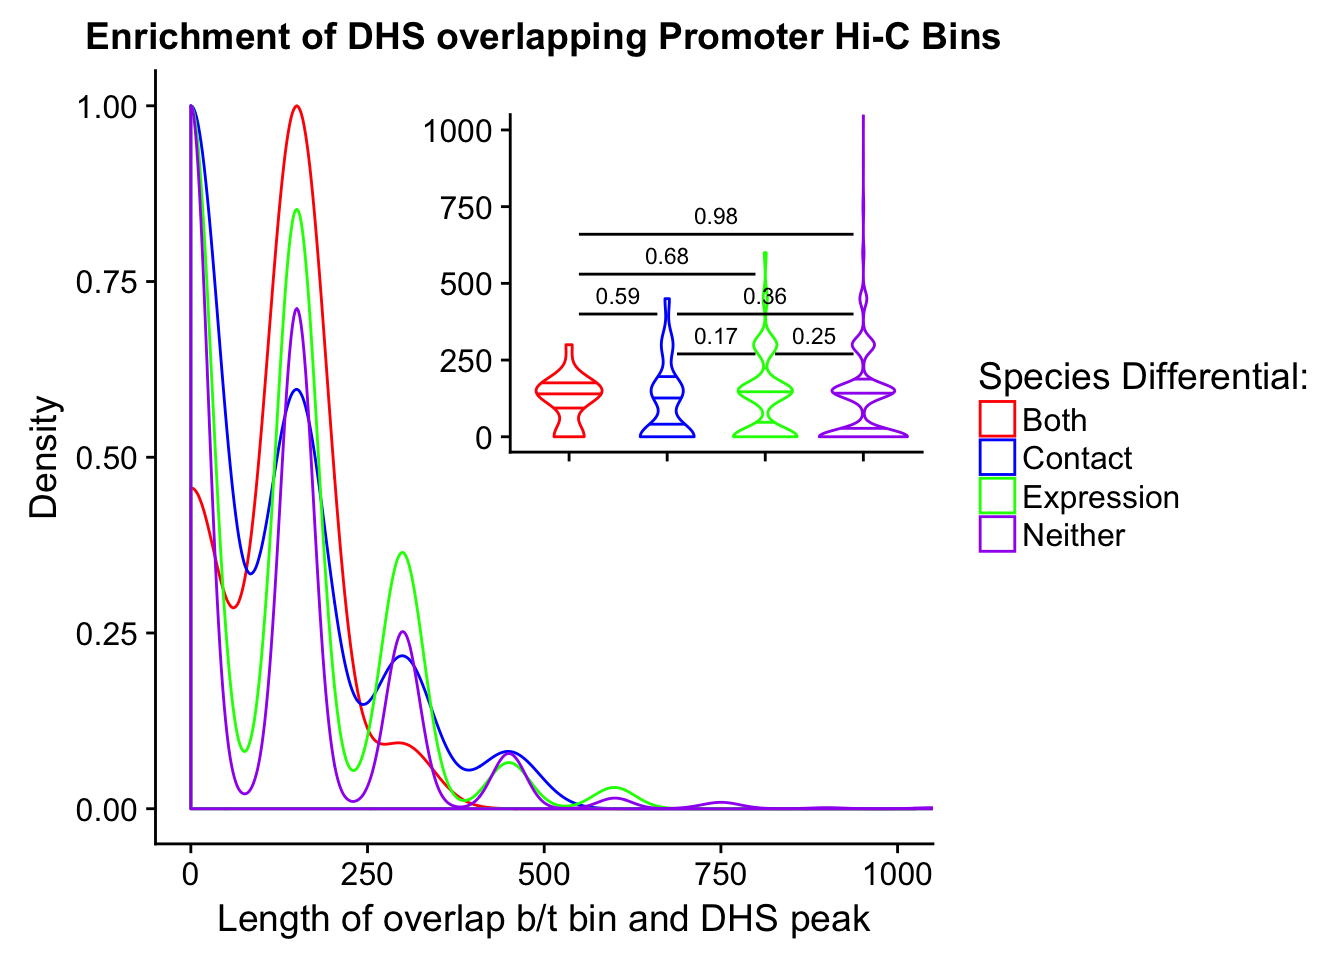 Enrichment of DHS overlapping Promoter Hi-C Bins
1.00
0.75
0.50
0.25
0.00
Density
0
250
500
750
1000
Length of overlap b/t bin and DHS peak
1000
750
500
250
0
0.98
0.68
0.59
0.36
0.17
0.25
Species Differential:
Both
Contact
Expression
Neither